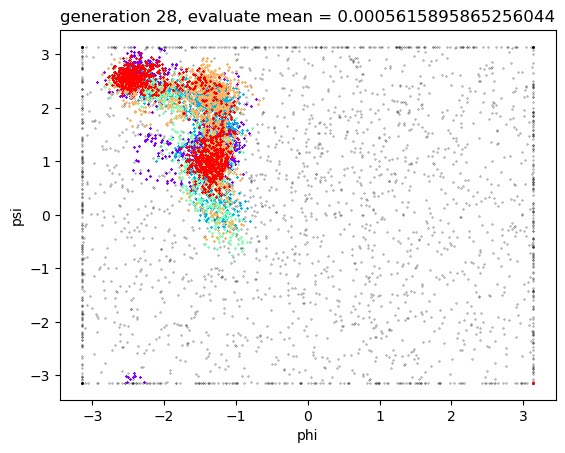 generation 28, evaluate mean = 0.0005615895865256044
3
2
1
0
−1
−2
−3
psi
−3 −2 −1 0 1 2 3
phi